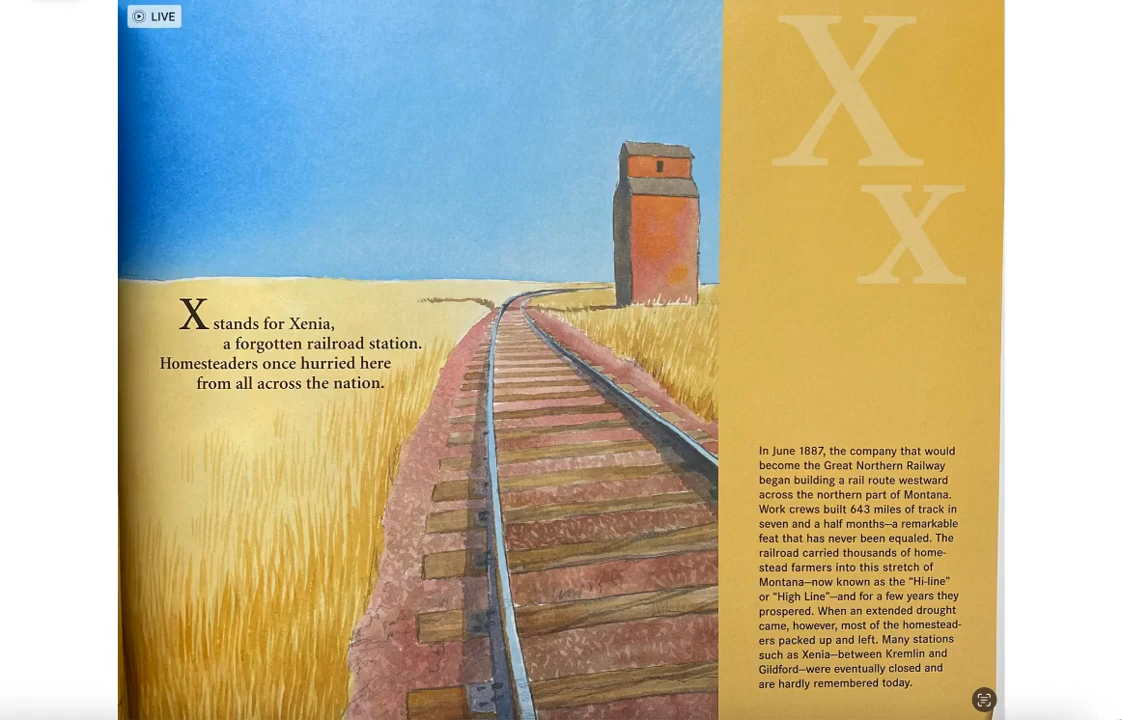 LIVE
X x
X stands for Xenia,
a forgotten railroad station.
Homesteaders once hurried here
from all across the nation.
In June 1887, the company that would
become the Great Northern Railway
began building a rail route westward
across the northern part of Montana.
Work crews built 643 miles of track in
seven and a half months—a remarkable
feat that has never been equaled. The
railroad carried thousands of home-
stead farmers into this stretch of
Montana—now known as the “Hi-line”
or “High Line”—and for a few years they
prospered. When an extended drought
came, however, most of the homestead-
ers packed up and left. Many stations
such as Xenia—between Kremlin and
Gildford—were eventually closed and
are hardly remembered today.